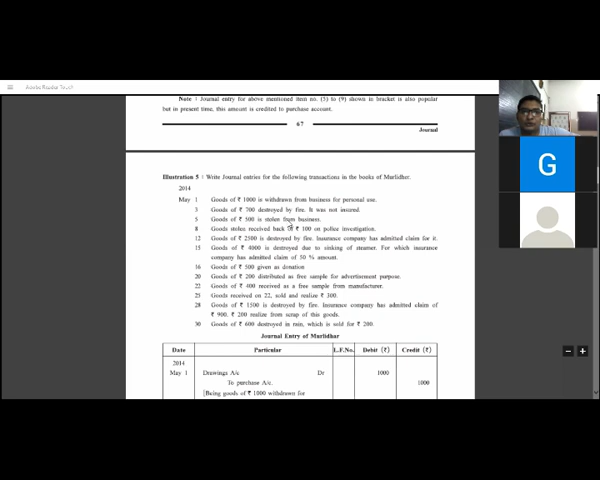 Adobe Reader Touch
Note : Journal entry for above mentioned item no. (5) to (9) shown in bracket is also popular
but in present time, this amount is credited to purchase account.
67
Journal
Illustration 5 : Write Journal entries for the following transactions in the books of Murlidhar.
2014
May 1 Goods of ₹ 1000 is withdrawn from business for personal use.
3 Goods of ₹ 700 destroyed by fire. It was not insured.
5 Goods of ₹ 500 is stolen from business.
8 Goods stolen received back of ₹ 100 on police investigation.
12 Goods of ₹ 2500 is destroyed by fire. Insurance company has admitted claim for it.
15 Goods of ₹ 4000 is destroyed due to sinking of steamer. For which insurance
company has admitted claim of 50 % amount.
16 Goods of ₹ 500 given as donation
20 Goods of ₹ 200 distributed as free sample for advertisment purpose.
22 Goods of ₹ 400 received as a free sample from manufacturer.
25 Goods received on 22, sold and realize ₹ 300.
28 Goods of ₹ 1500 is destroyed by fire. Insurance company has admitted claim of
₹ 900. ₹ 200 realize from scrap of this goods.
30 Goods of ₹ 600 destroyed in rain, which is sold for ₹ 200.
Journal Entry of Murlidhar
Date Particular L.F.No. Debit (₹) Credit (₹)
2014
May 1 Drawings A/c Dr 1000
To purchase A/c. 1000
[Being goods of ₹ 1000 withdrawn for
G